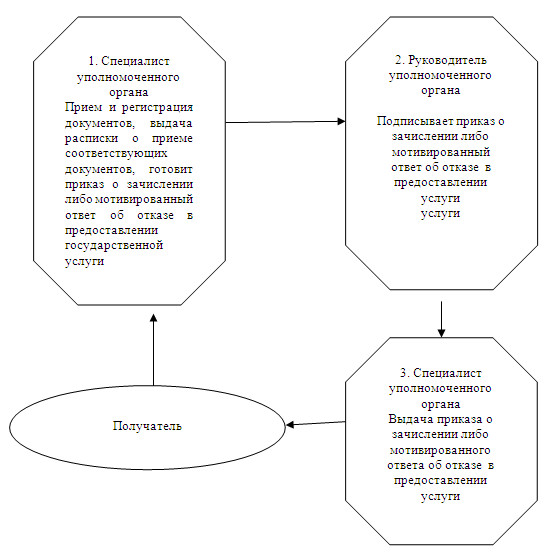 1. Специалист
уполномоченного
органа
Прием и регистрация
документов, выдача
расписки о приеме
соответствующих
документов, готовит
приказ о зачислении
либо мотивированный
ответ об отказе в
предоставлении
государственной
услуги
2. Руководитель
уполномоченного
органа
Подписывает приказ о
зачислении либо
мотивированный
ответ об отказе в
предоставлении
услуги
услуги
3. Специалист
уполномоченного
органа
Выдача приказа о
зачислении либо
мотивированного
ответа об отказе в
предоставлении
услуги
Получатель